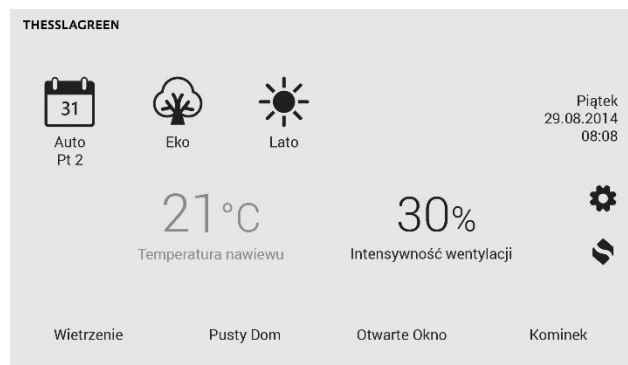 THESSLAGREEN
31
Auto
Pt 2
Eko
Lato
Piątek
29.08.2014
08:08
21°C
Temperatura nawiewu
30%
Intensywność wentylacji
Wietrzenie
Pusty Dom
Otwarte Okno
Kominek